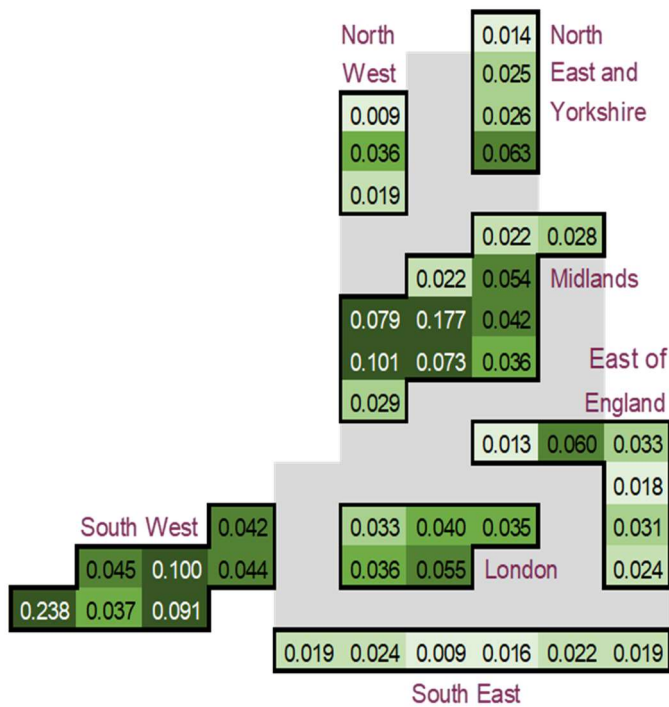 0.014
North
North
East and
West
0.025
Yorkshire
0.009
0.026
0.036
0.063
0.019
0.022 0.028
0.022 0.054
Midlands
0.079 0.177 0.042
0.101 0.073 0.036
East of
England
0.029
0.013 0.060 0.033
0.018
South West
0.042
0.033 0.040 0.035
0.031
0.045 0.100 0.044
0.036 0.055
London
0.024
0.238 0.037 0.091
0.019 0.024 0.009 0.016 0.022 0.019
South East